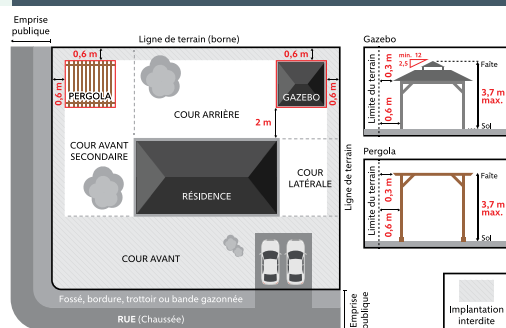 Emprise
publique
Ligne de terrain (borne)
0,6 m
0,6 m
0,6 m
0,6 m
PERGOLA
GAZEBO
COUR ARRIÈRE
2 m
COUR AVANT
SECONDAIRE
COUR
LATÉRALE
RÉSIDENCE
Ligne de terrain
COUR AVANT
Fossé, bordure, trottoir ou bande gazonnée
RUE (Chaussée)
Emprise
publique
Gazebo
Limite du terrain
0,3 m
0,6 m
min. 12
2,5
Faîte
3,7 m
max.
Sol
Pergola
Limite du terrain
0,3 m
0,6 m
Faîte
3,7 m
max.
Sol
Implantation
interdite